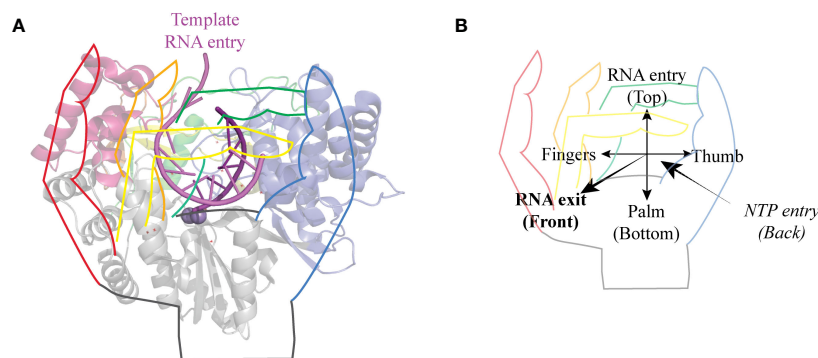 A
Template
RNA entry
B
RNA entry
(Top)
Fingers
Thumb
RNA exit
(Front)
Palm
(Bottom)
NTP entry
(Back)